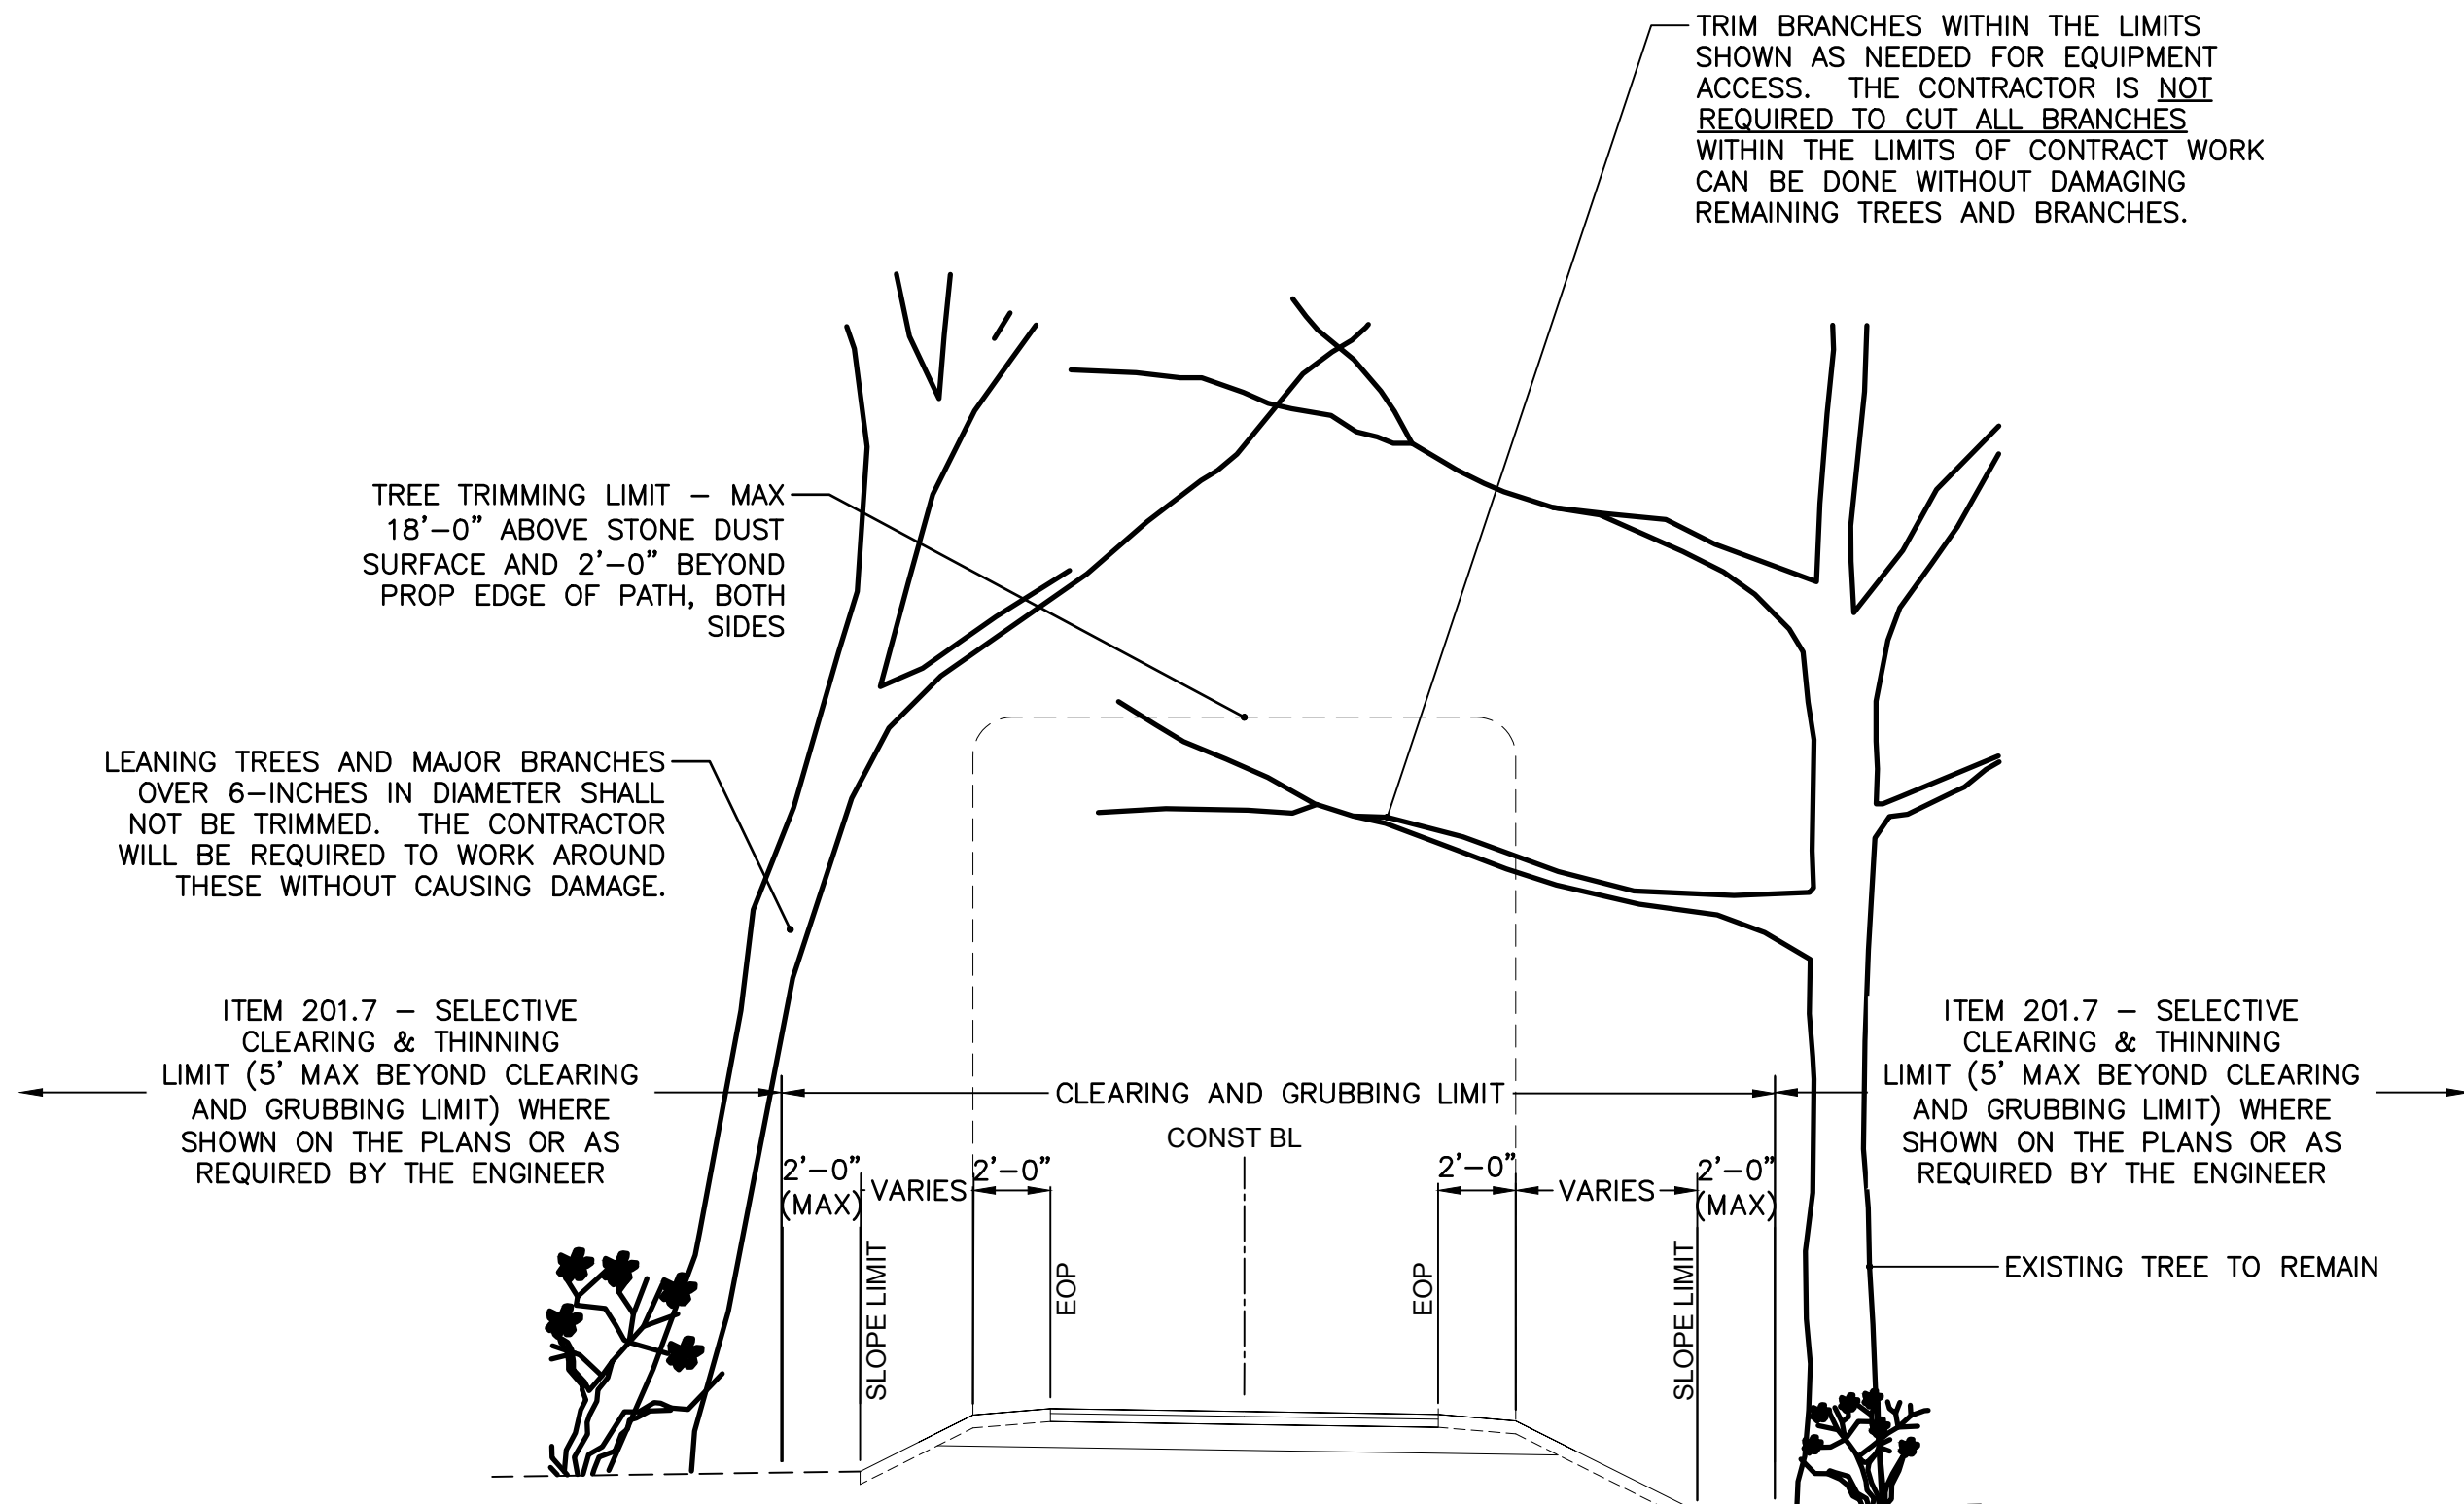 TRIM BRANCHES WITHIN THE LIMITS
SHOWN AS NEEDED FOR EQUIPMENT
ACCESS. THE CONTRACTOR IS NOT
REQUIRED TO CUT ALL BRANCHES
WITHIN THE LIMITS OF CONTRACT WORK
CAN BE DONE WITHOUT DAMAGING
REMAINING TREES AND BRANCHES.
TREE TRIMMING LIMIT – MAX
18'–0" ABOVE STONE DUST
SURFACE AND 2'–0" BEYOND
PROP EDGE OF PATH, BOTH
SIDES
LEANING TREES AND MAJOR BRANCHES
OVER 6–INCHES IN DIAMETER SHALL
NOT BE TRIMMED. THE CONTRACTOR
WILL BE REQUIRED TO WORK AROUND
THESE WITHOUT CAUSING DAMAGE.
ITEM 201.7 – SELECTIVE
CLEARING & THINNING
LIMIT (5' MAX BEYOND CLEARING
AND GRUBBING LIMIT) WHERE
SHOWN ON THE PLANS OR AS
REQUIRED BY THE ENGINEER
CLEARING AND GRUBBING LIMIT
CONST BL
ITEM 201.7 – SELECTIVE
CLEARING & THINNING
LIMIT (5' MAX BEYOND CLEARING
AND GRUBBING LIMIT) WHERE
SHOWN ON THE PLANS OR AS
REQUIRED BY THE ENGINEER
2'–0"
(MAX)
VARIES
2'–0"
2'–0"
VARIES
2'–0"
(MAX)
SLOPE LIMIT
EOP
EOP
SLOPE LIMIT
EXISTING TREE TO REMAIN